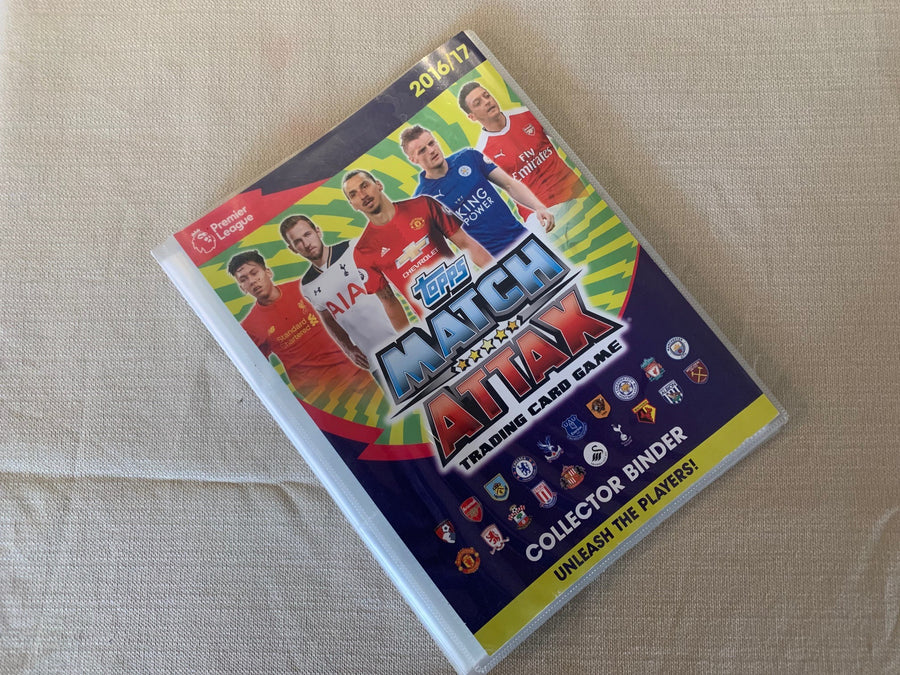 2016/17
Premier
League
Fly
Emirates
KING
POWER
CHEVROLET
AIA
Standard
Chartered
topps
MATCH
ATTAX
TRADING CARD GAME
COLLECTOR BINDER
UNLEASH THE PLAYERS!